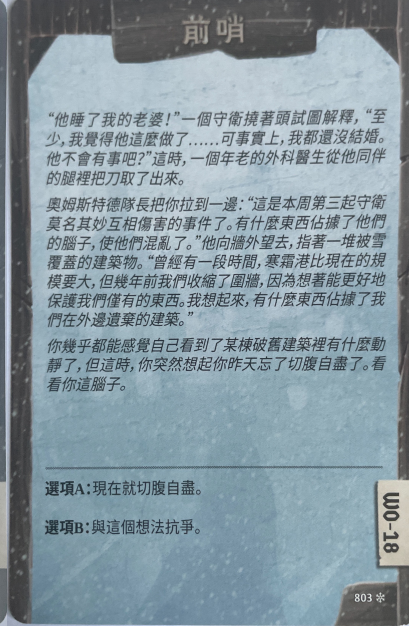 前哨
“他睡了我的老婆！”一個守衛撓著頭試圖解釋，“至
少，我覺得他這麼做了……可事實上，我都還沒結婚。
他不會有事吧？”這時，一個年老的外科醫生從他同伴
的腿裡把刀取了出來。
奧姆斯特德隊長把你拉到一邊：“這是本周第三起守衛
莫名其妙互相傷害的事件了。有什麼東西佔據了他們
的腦子，使他們混亂了。”他向牆外望去，指著一堆被雪
覆蓋的建築物。“曾經有一段時間，寒霜港比現在的規
模要大，但幾年前我們收縮了圍牆，因為想著能更好地
保護我們僅有的東西。我想起來，有什麼東西佔據了我
們在外邊遺棄的建築。”
你幾乎都能感覺自己看到了某棟破舊建築裡有什麼動
靜了，但這時，你突然想起你昨天忘了切腹自盡了。看
看你這腦子。
選項A：現在就切腹自盡。
選項B：與這個想法抗爭。
WO-18
803